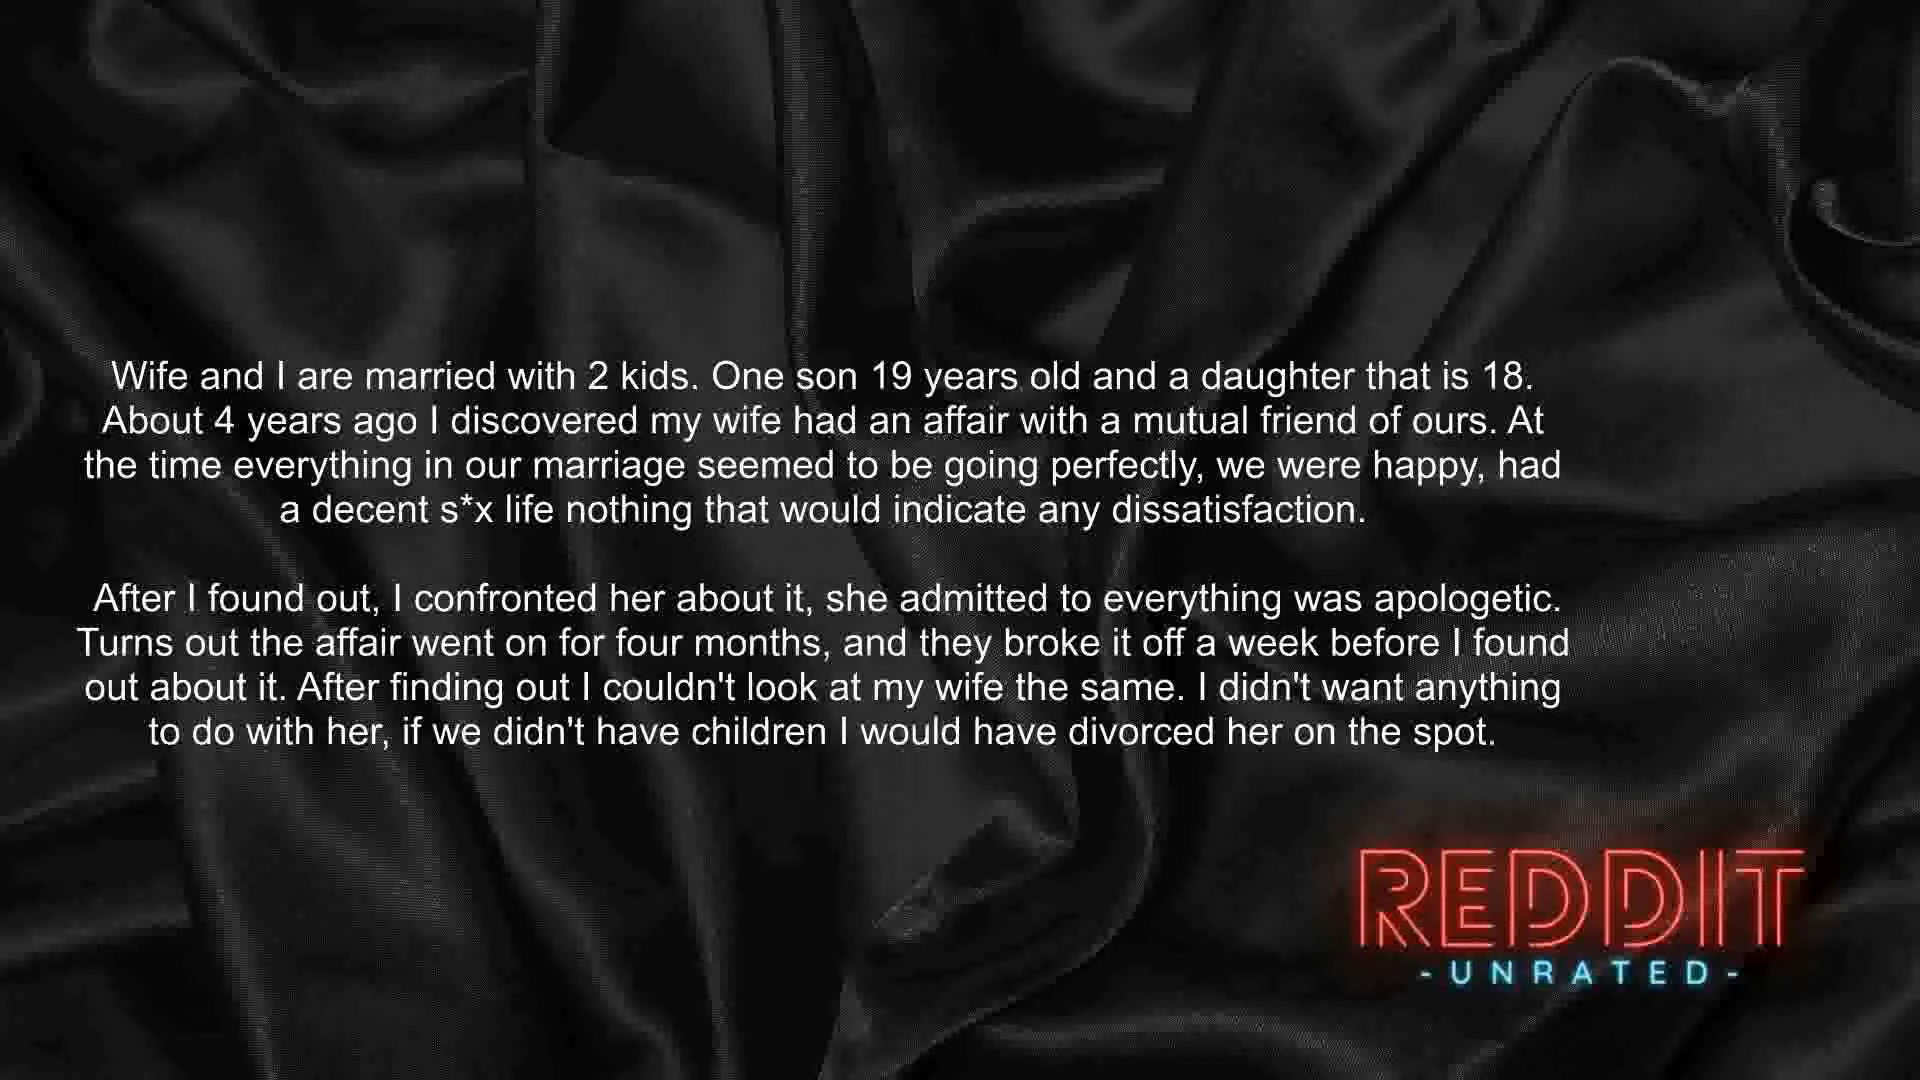 Wife and I are married with 2 kids. One son 19 years old and a daughter that is 18.
About 4 years ago I discovered my wife had an affair with a mutual friend of ours. At
the time everything in our marriage seemed to be going perfectly, we were happy, had
a decent s*x life nothing that would indicate any dissatisfaction.
After I found out, I confronted her about it, she admitted to everything was apologetic.
Turns out the affair went on for four months, and they broke it off a week before I found
out about it. After finding out I couldn't look at my wife the same. I didn't want anything
to do with her, if we didn't have children I would have divorced her on the spot.
REDDIT
-UNRATED-